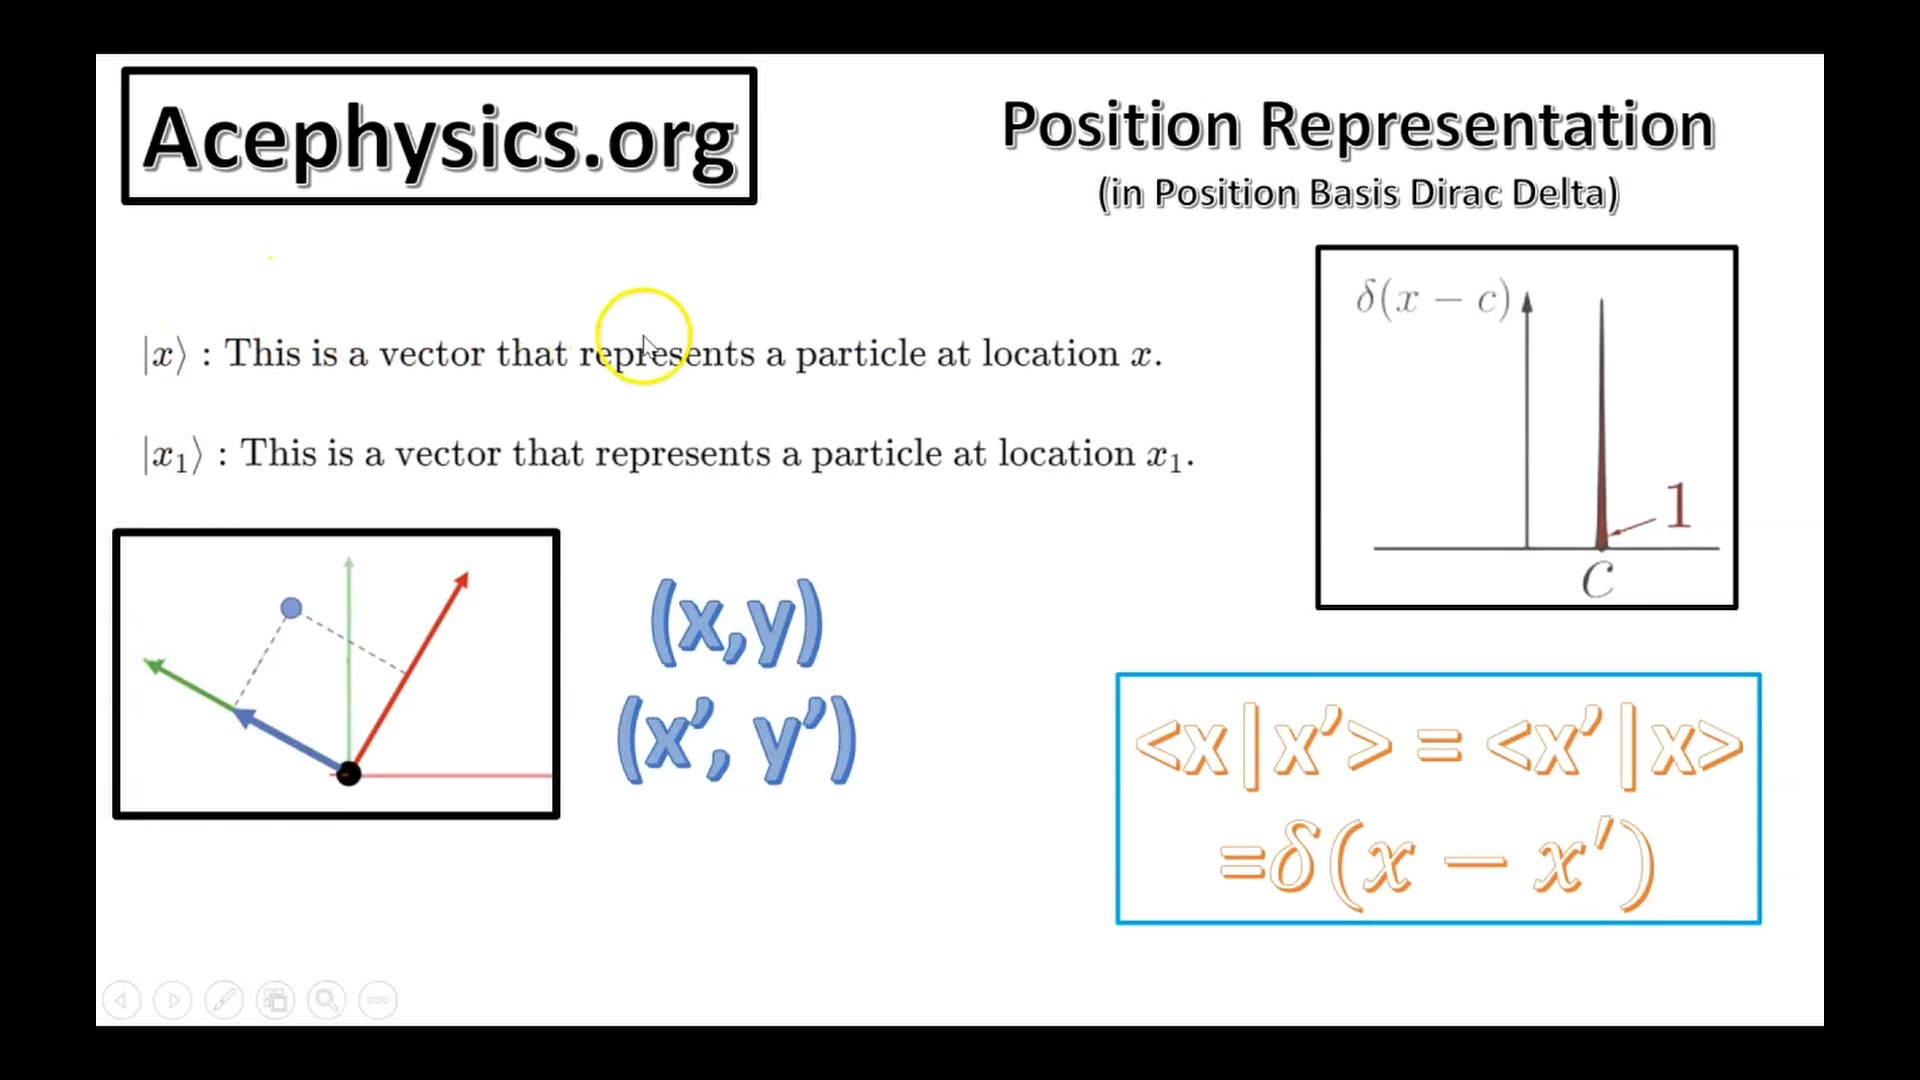 Acephysics.org
Position Representation
(in Position Basis Dirac Delta)
|x⟩ : This is a vector that represents a particle at location x.
|x₁⟩ : This is a vector that represents a particle at location x₁.
δ(x − c)
1
C
(x,y)
(x′, y′)
<x|x′> = <x′|x>
=δ(x − x′)